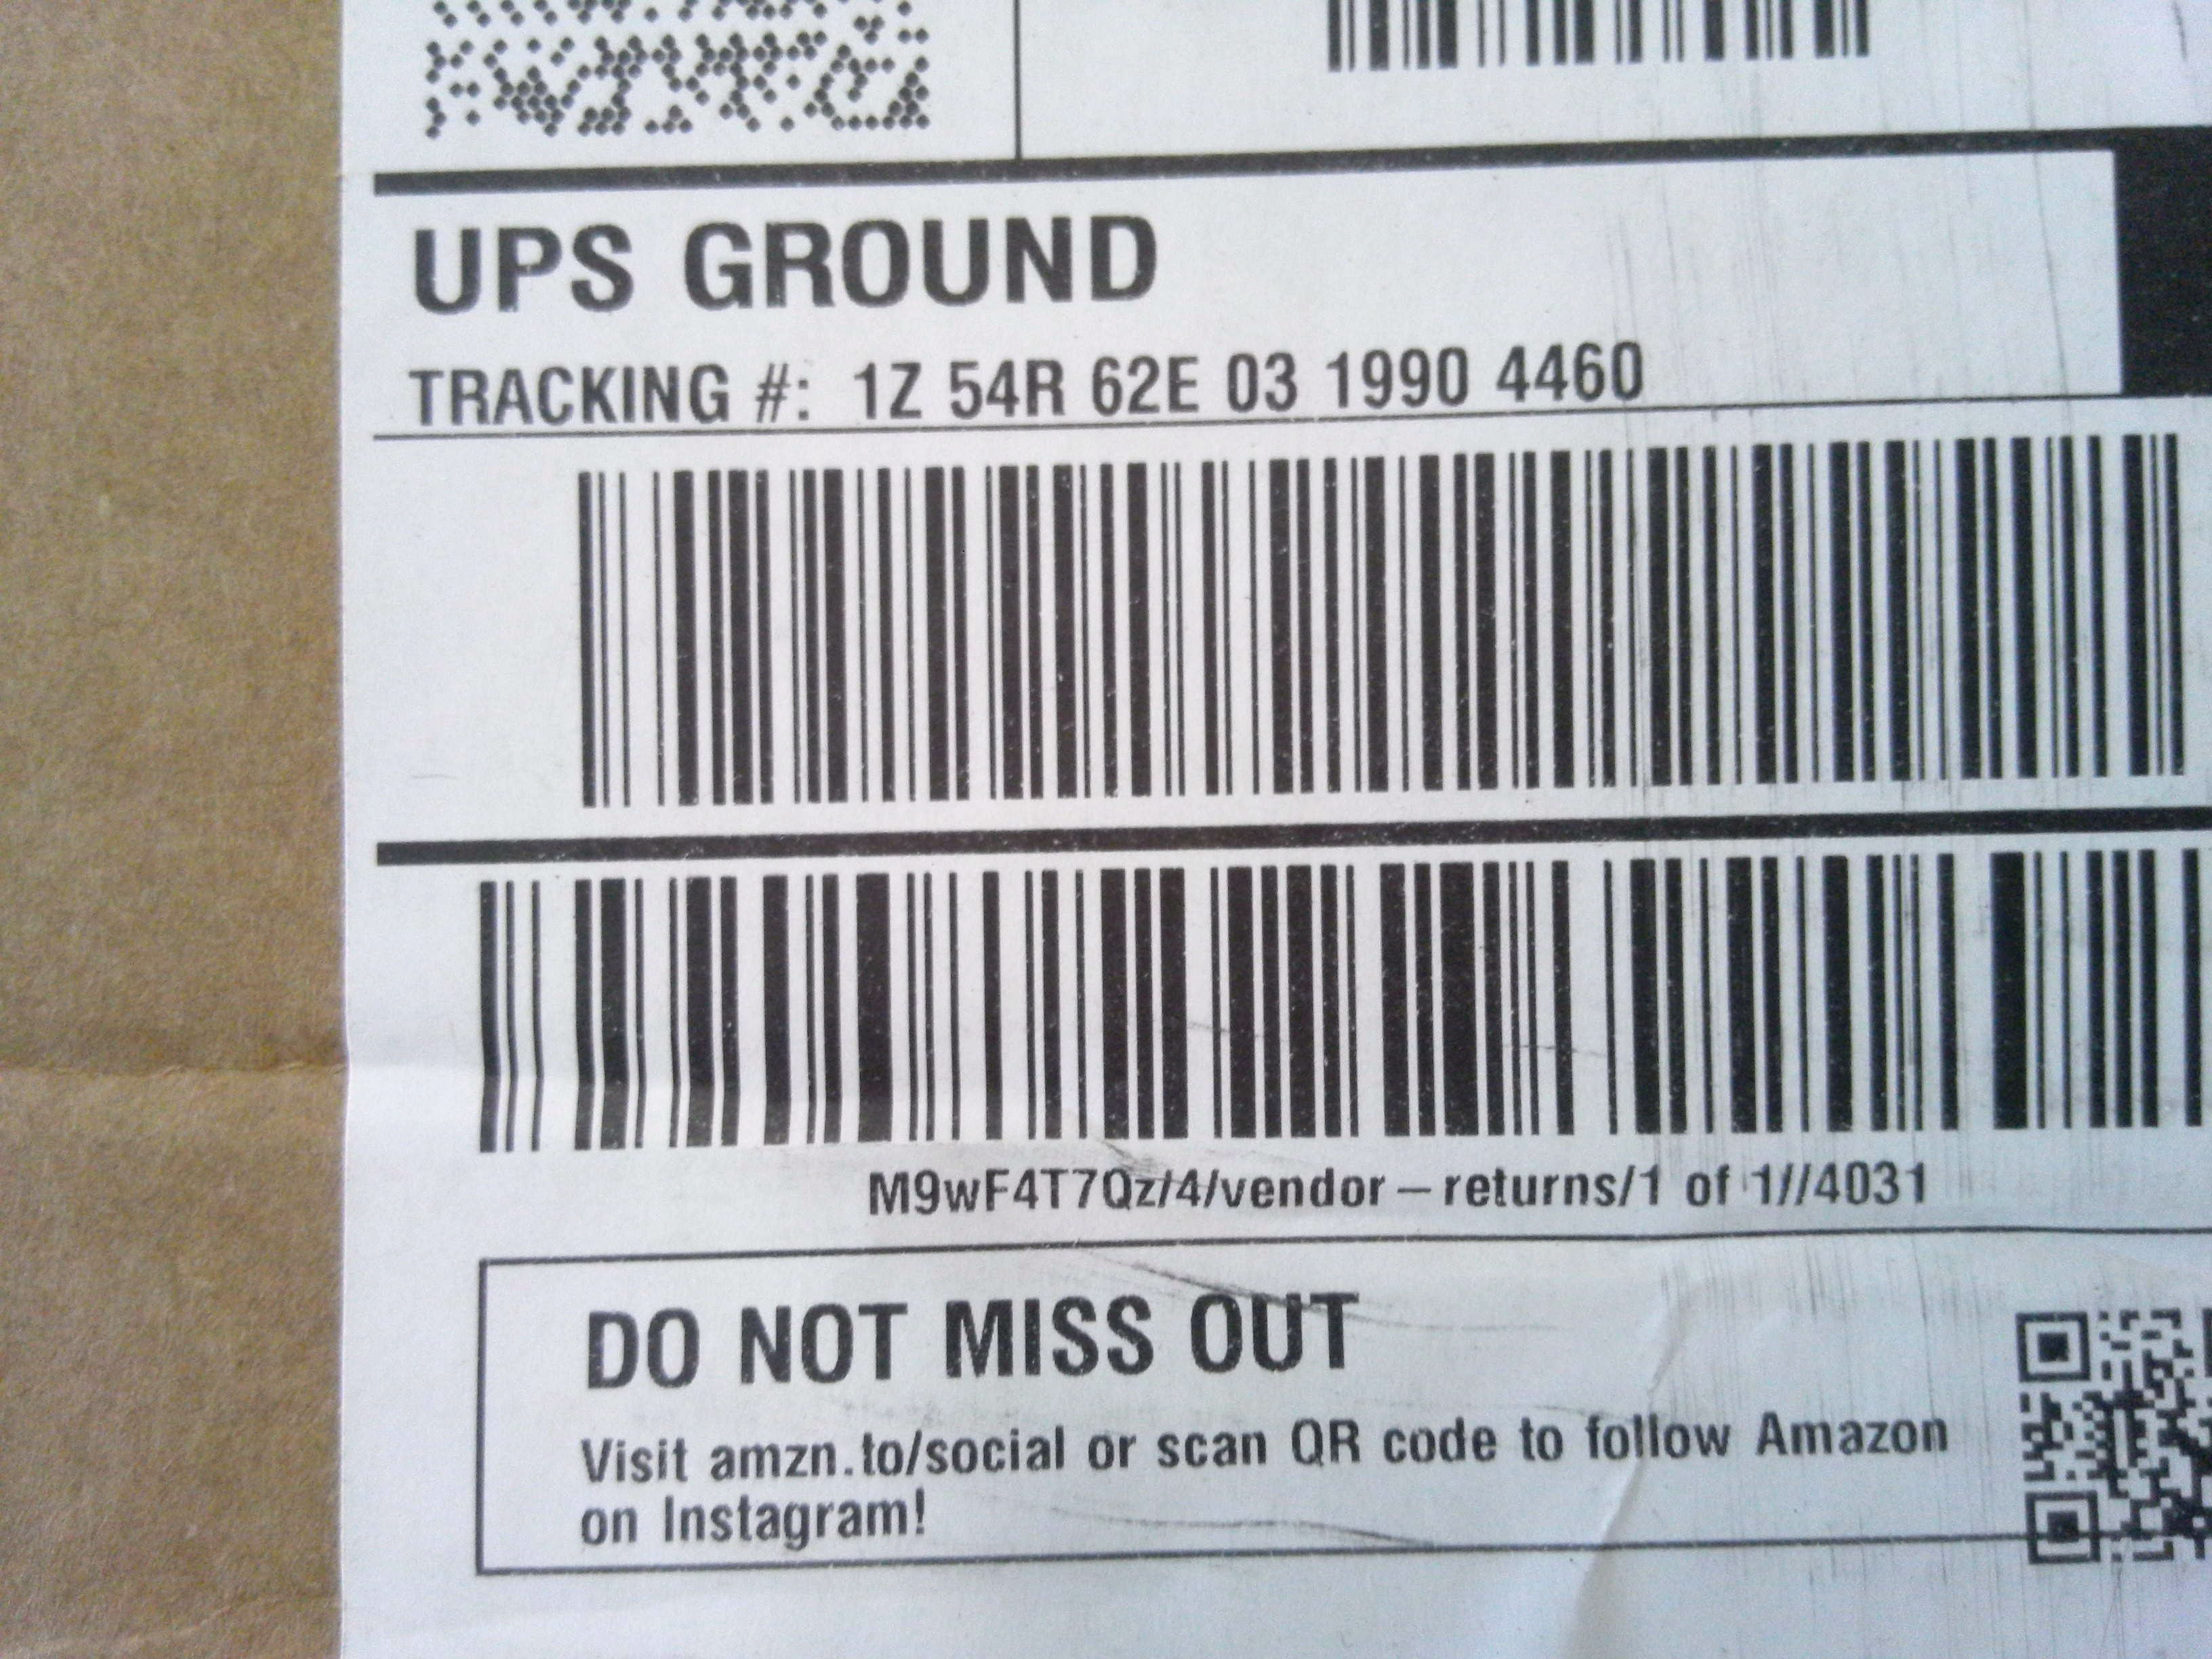 UPS GROUND
TRACKING #: 1Z 54R 62E 03 1990 4460
M9wF4T7Qz/4/vendor – returns/1 of 1//4031
DO NOT MISS OUT
Visit amzn.to/social or scan QR code to follow Amazon
on Instagram!